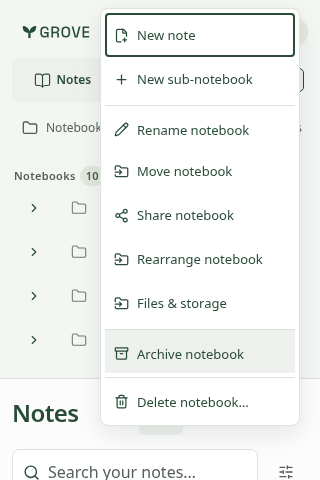 GROVE
New note
New sub-notebook
Notes
Notebook
s
Rename notebook
Move notebook
Notebooks 10
Share notebook
Rearrange notebook
Files & storage
Archive notebook
Delete notebook...
Notes
Search your notes...